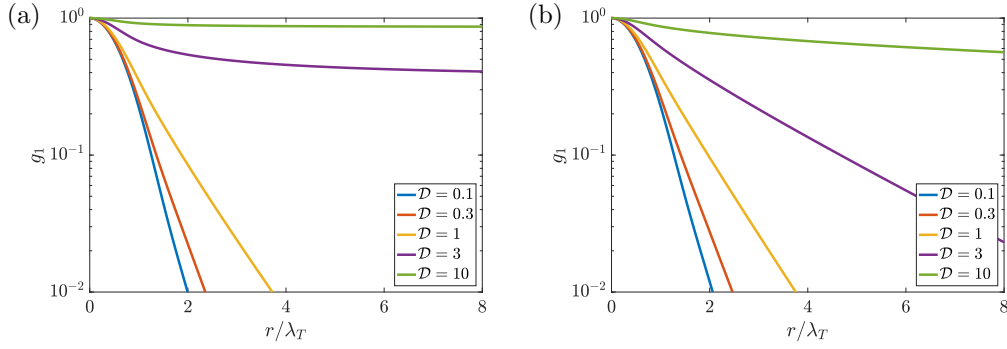 (a)
10^0
10^{-1}
10^{-2}
g_1
0 2 4 6 8
r/λ_T
𝒟 = 0.1
𝒟 = 0.3
𝒟 = 1
𝒟 = 3
𝒟 = 10
(b)
10^0
10^{-1}
10^{-2}
g_1
0 2 4 6 8
r/λ_T
𝒟 = 0.1
𝒟 = 0.3
𝒟 = 1
𝒟 = 3
𝒟 = 10